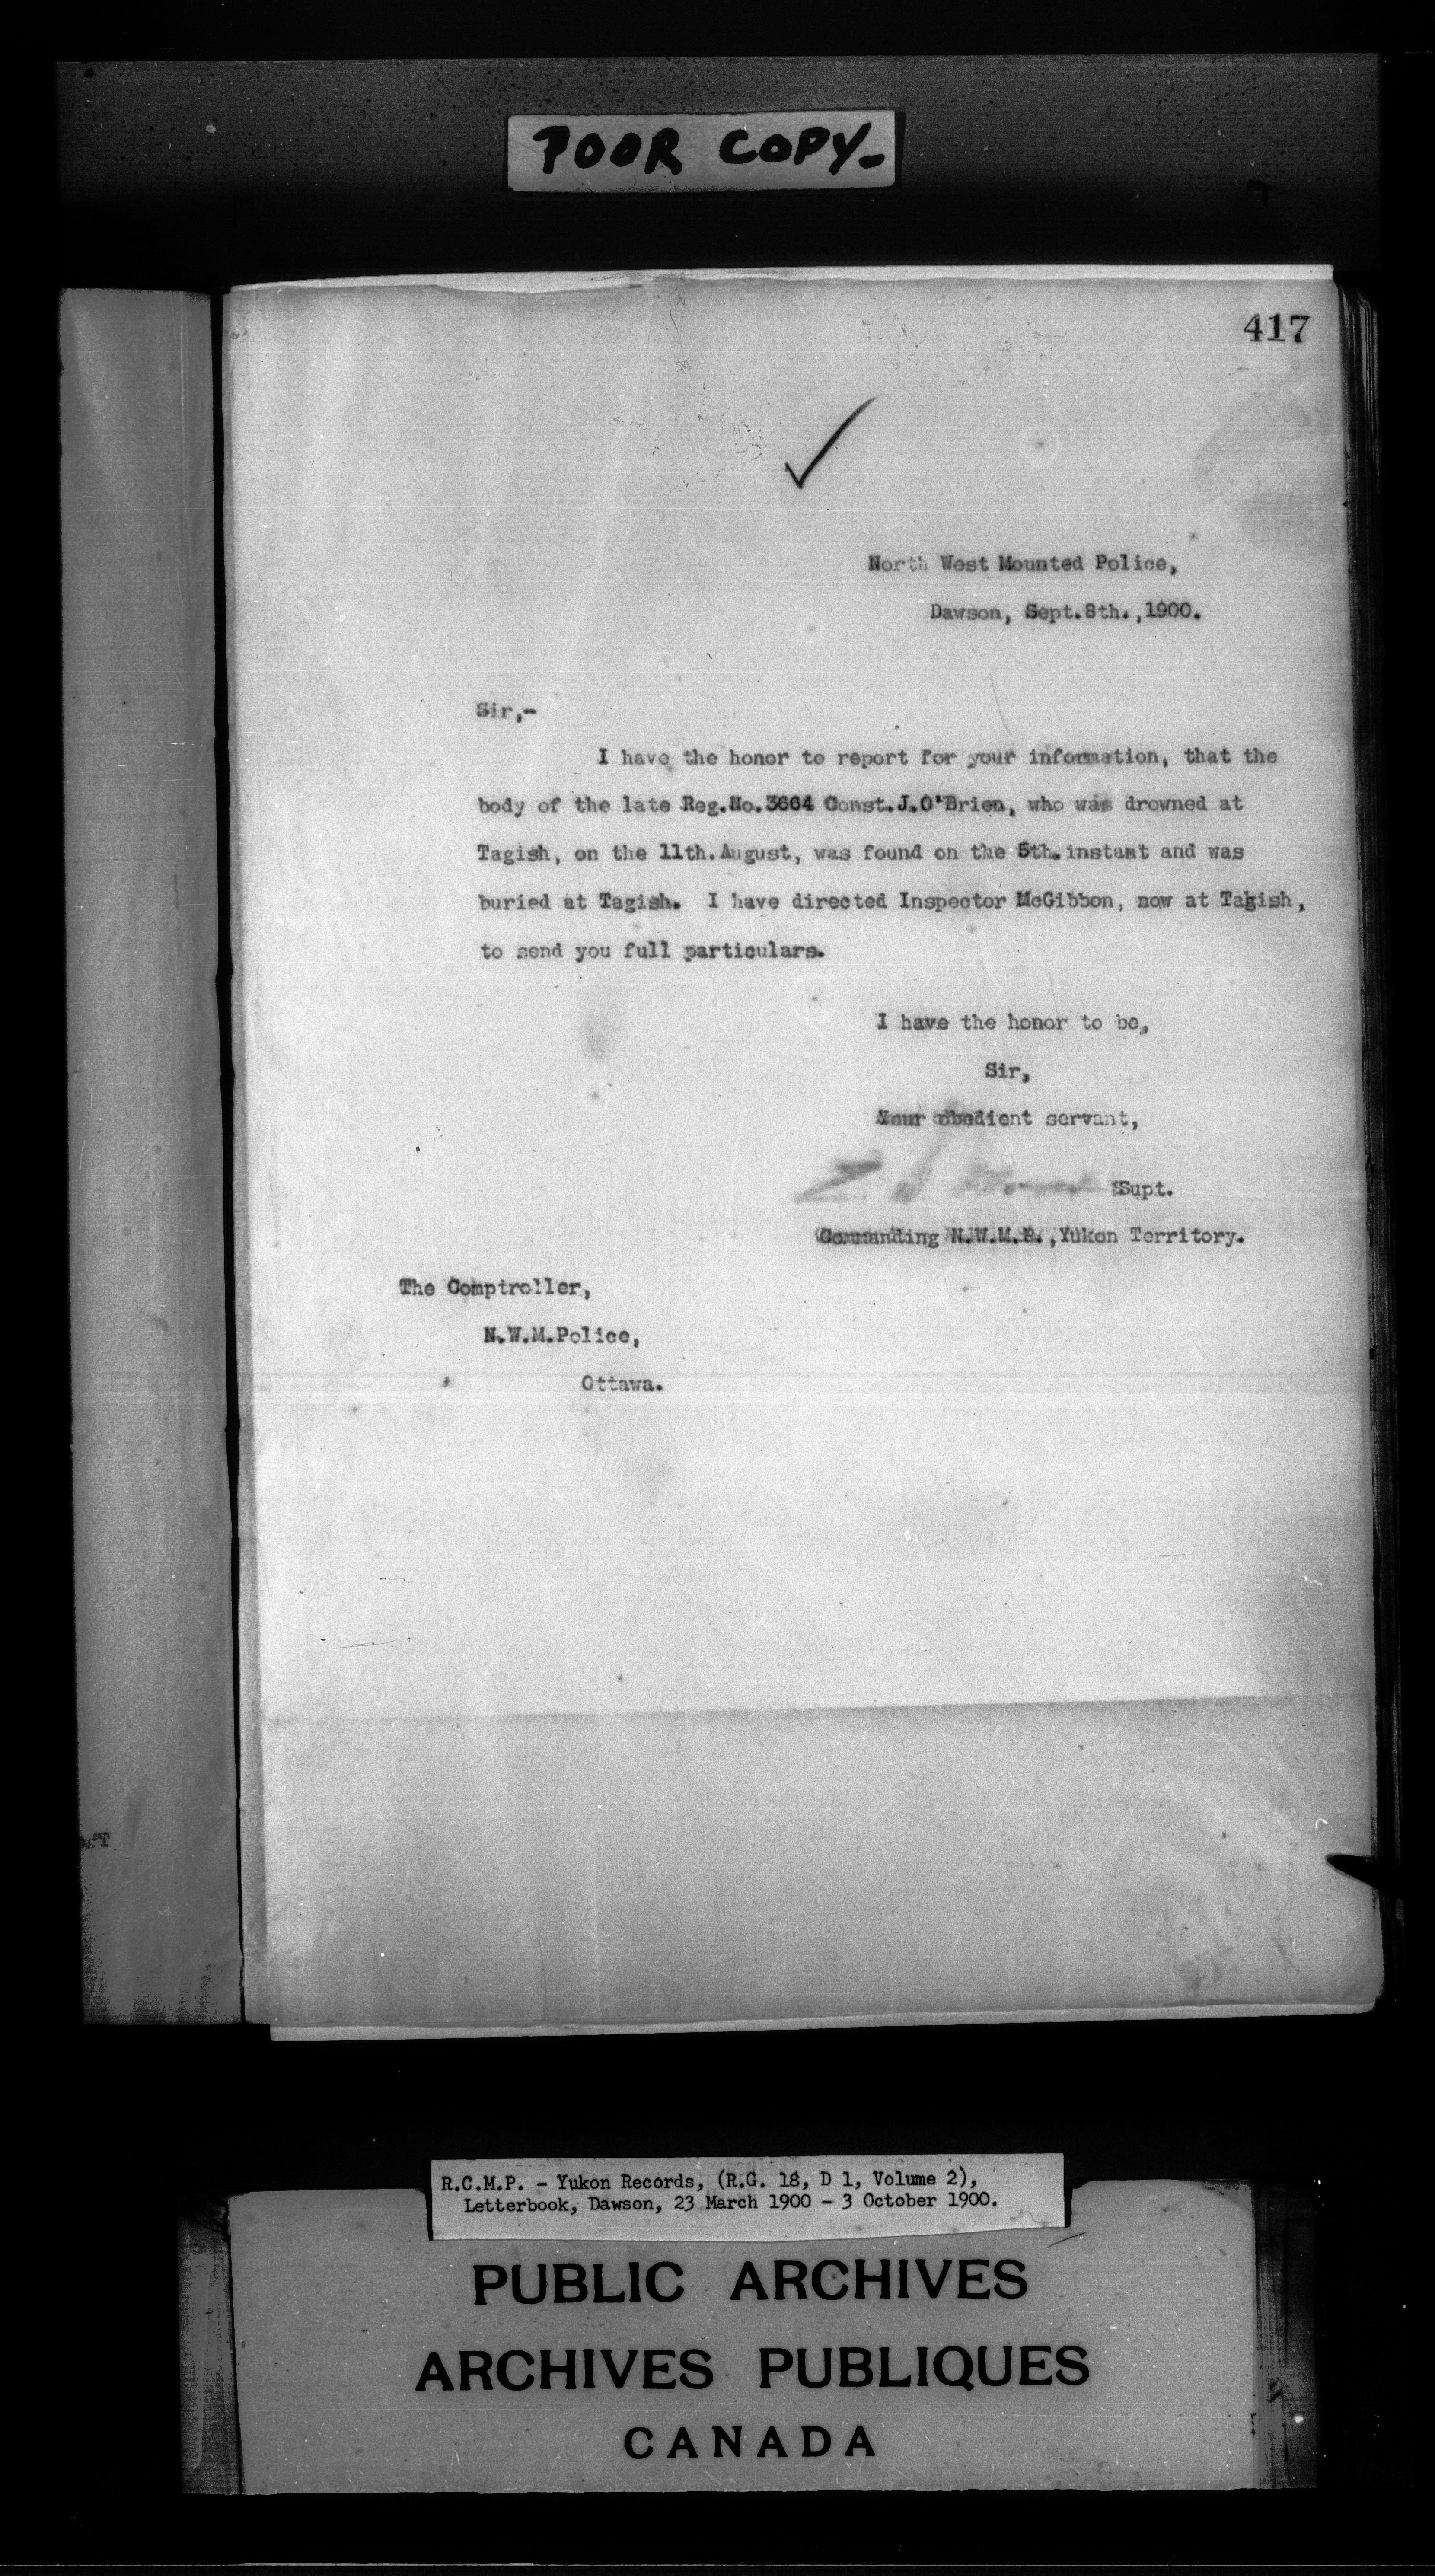 POOR COPY-
417
North West Mounted Police,
Dawson, Sept.8th.,1900.
Sir,-
I have the honor to report for your information, that the
body of the late Reg.No.3664 Const.J.O'Brien, who was drowned at
Tagish, on the 11th.August, was found on the 5th.instant and was
buried at Tagish. I have directed Inspector McGibbon, now at Tagish,
to send you full particulars.
I have the honor to be,
Sir,
Your obedient servant,
Supt.
Commanding N.W.M.P.,Yukon Territory.
The Comptroller,
N.W.M.Police,
Ottawa.
R.C.M.P. - Yukon Records, (R.G. 18, D 1, Volume 2),
Letterbook, Dawson, 23 March 1900 - 3 October 1900.
PUBLIC ARCHIVES
ARCHIVES PUBLIQUES
CANADA